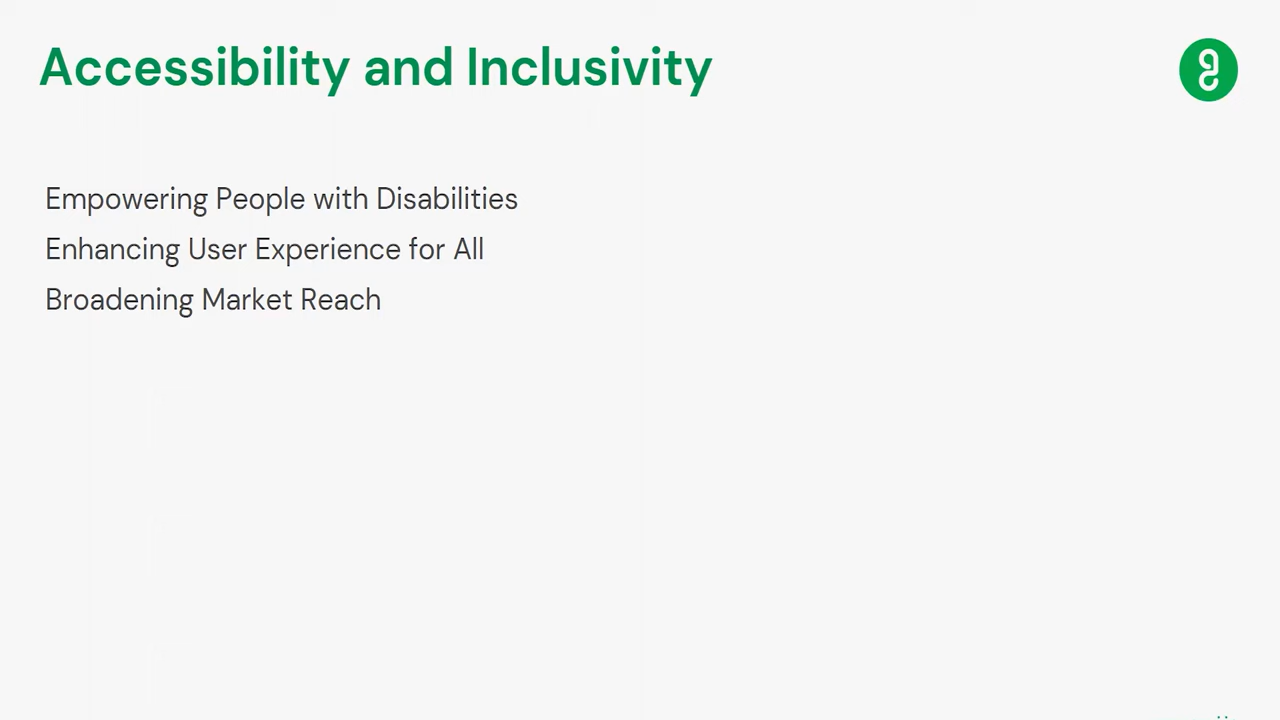 Accessibility and Inclusivity
Empowering People with Disabilities
Enhancing User Experience for All
Broadening Market Reach